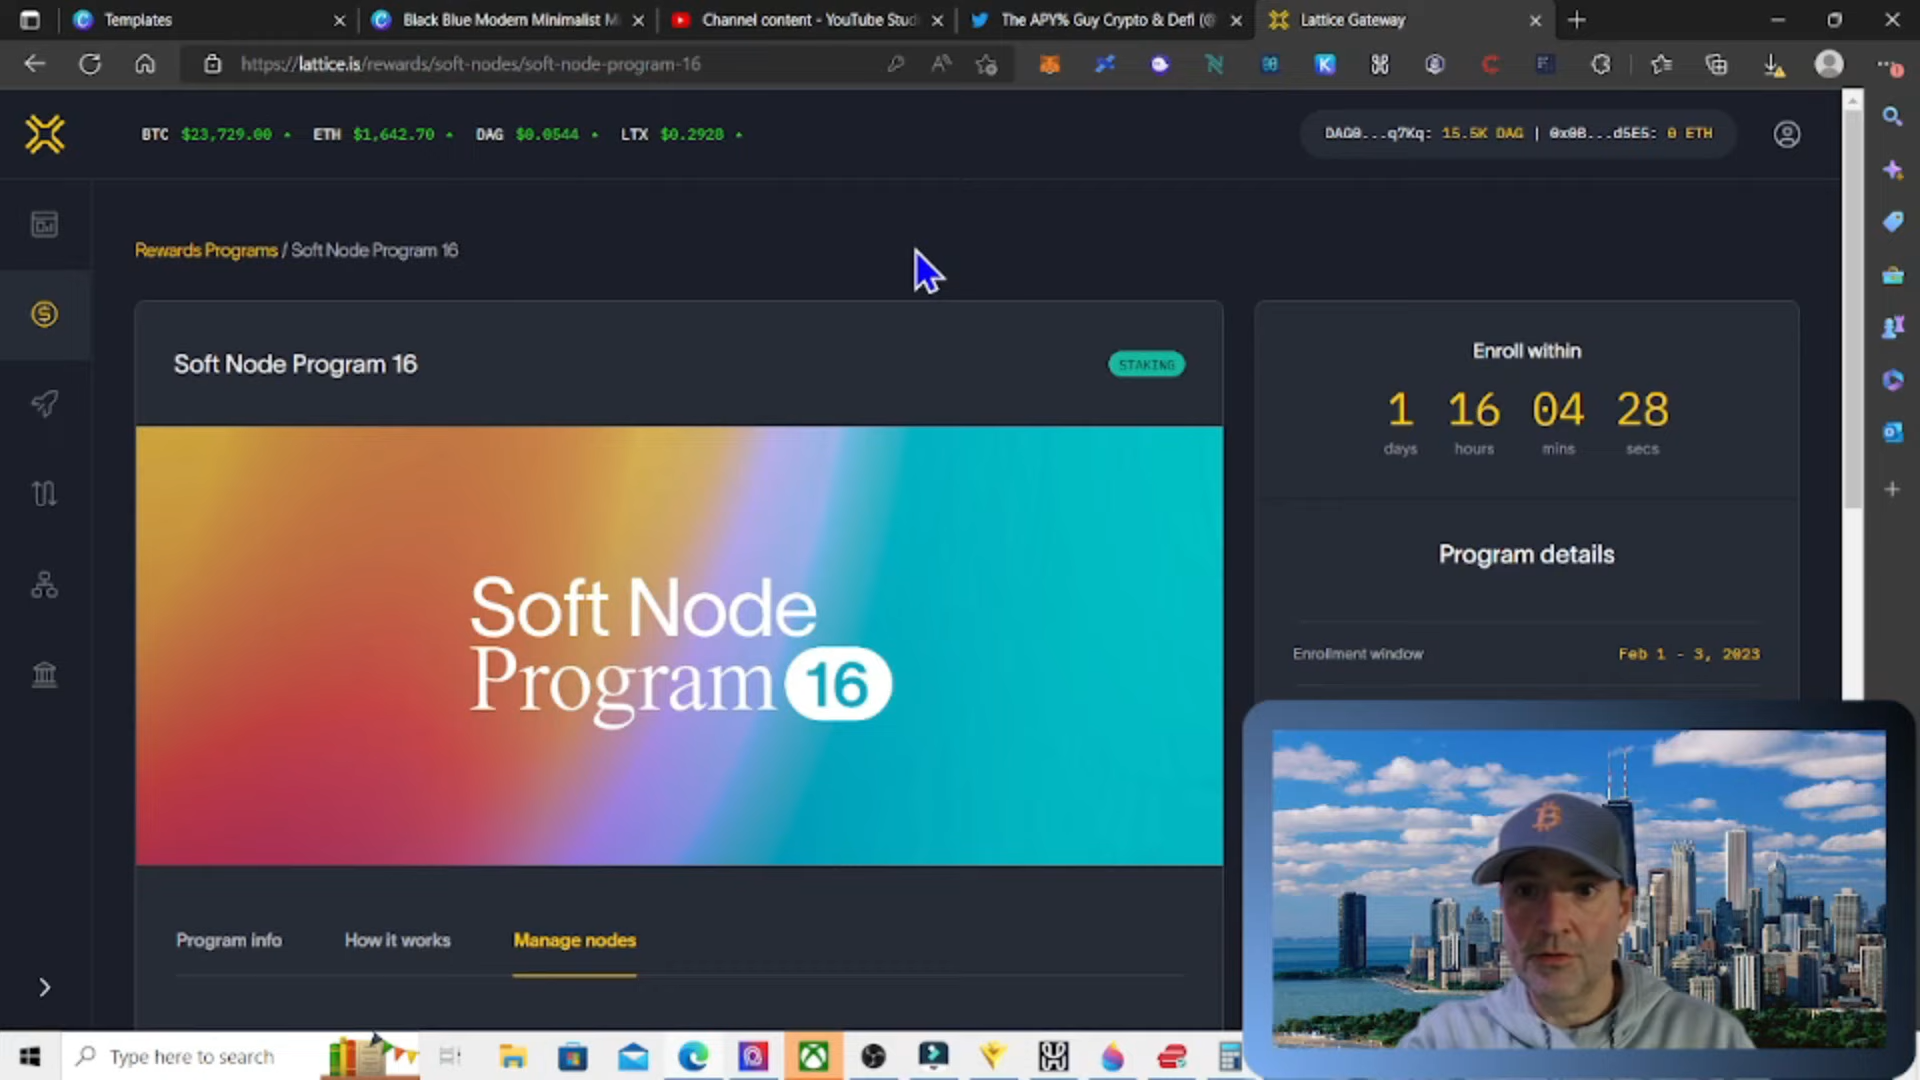 Templates
Black Blue Modern Minimalist M
Channel content - YouTube Stud
The APY% Guy Crypto & Defi (@
Lattice Gateway
https://lattice.is/rewards/soft-nodes/soft-node-program-16
BTC $23,729.00 ETH $1,642.70 DAG $0.0544 LTX $0.2928
DAG0...q7Kq: 15.5K DAG | 0x0B...d5E5: 0 ETH
Rewards Programs / Soft Node Program 16
Soft Node Program 16
STAKING
Enroll within
1 16 04 28
days hours mins secs
Program details
Enrollment window Feb 1 - 3, 2023
Soft Node
Program 16
Program info
How it works
Manage nodes
Type here to search